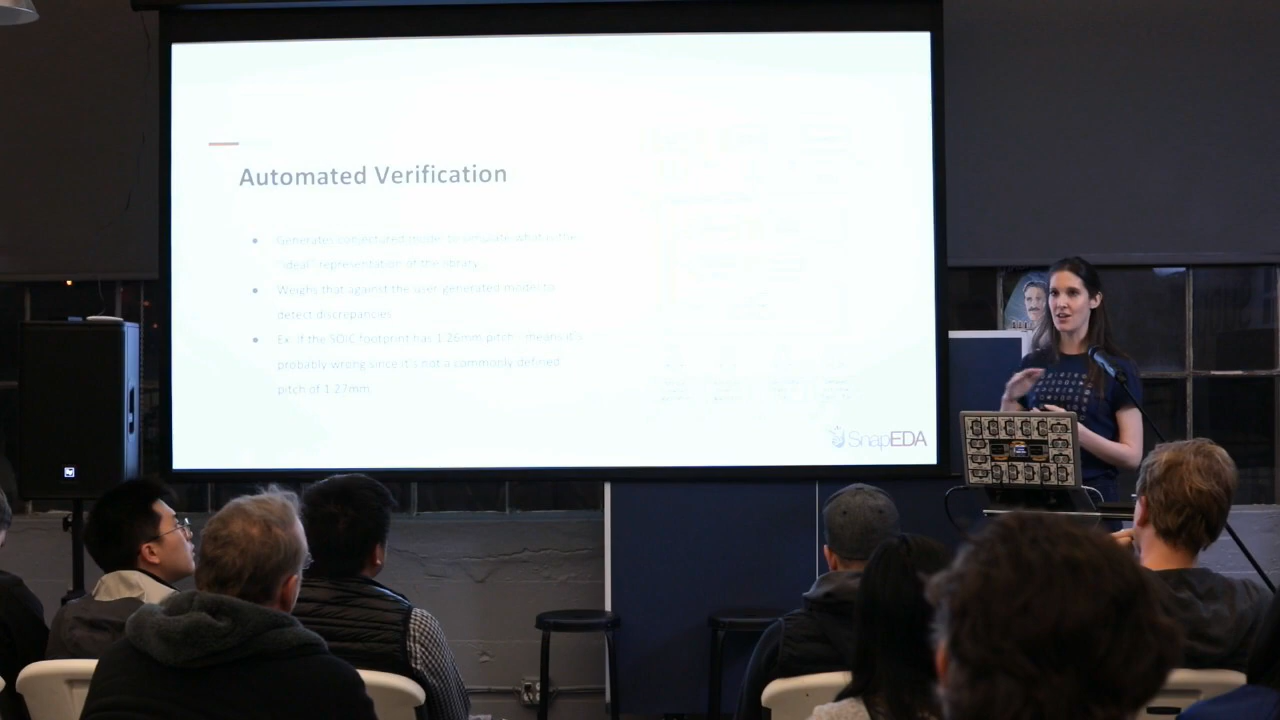 Automated Verification
● Generates conjectured model to simulate what is the
"ideal" representation of the library
● Weighs that against the user generated model to
detect discrepancies
● Ex. If the SOIC footprint has 1.26mm pitch - means it's
probably wrong since it's not a commonly-defined
pitch of 1.27mm.
SnapEDA